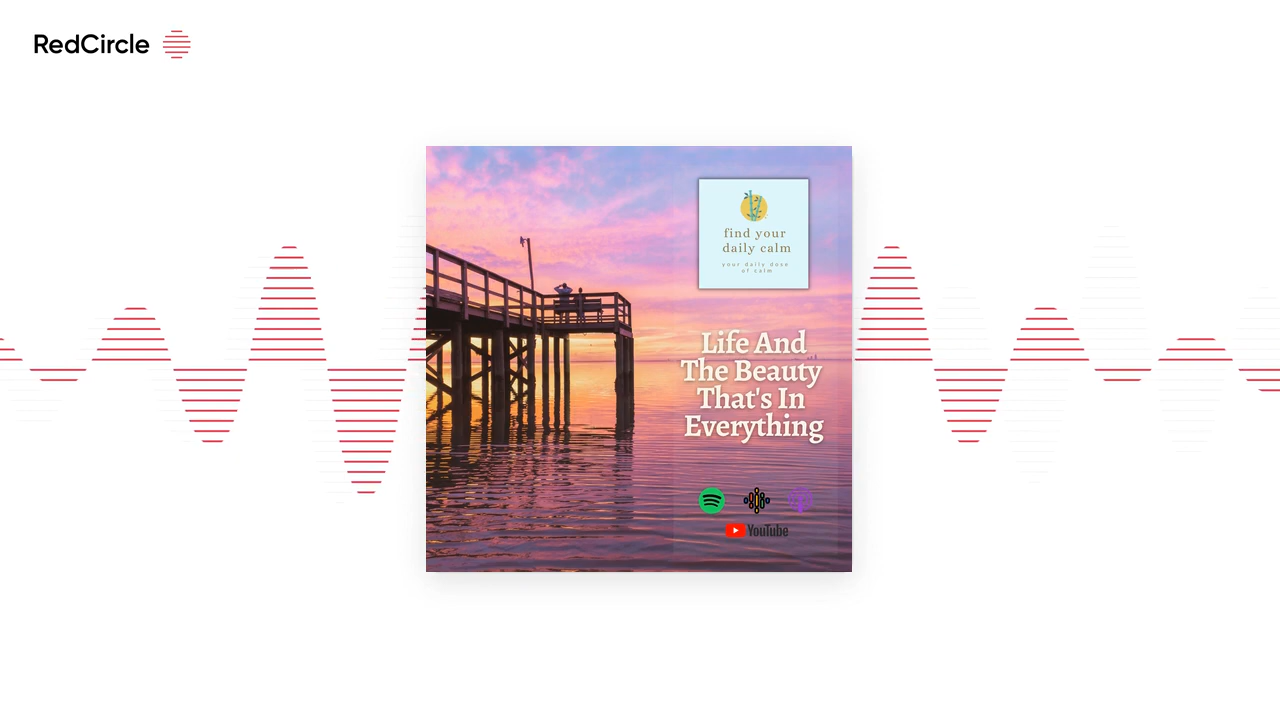 RedCircle
find your
daily calm
your daily dose
of calm
Life And
The Beauty
That's In
Everything
YouTube